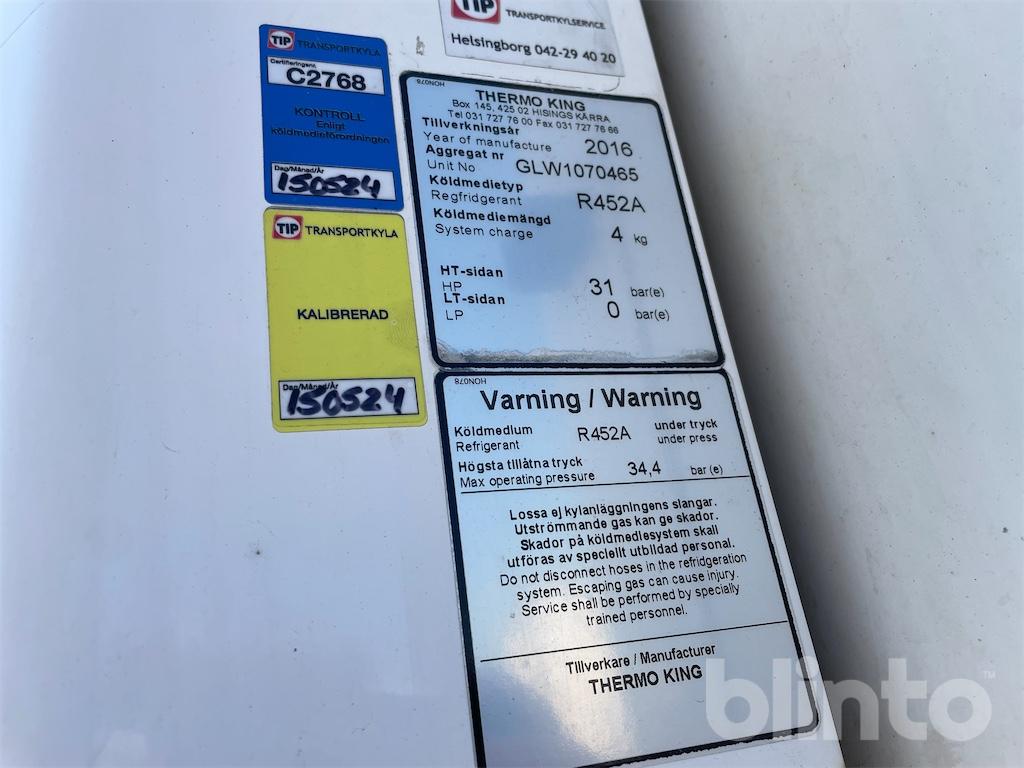 TIP TRANSPORTKYLSERVICE
Helsingborg 042-29 40 20
TIP TRANSPORTKYLA
Certifieringsnr.
C2768
KONTROLL
Enligt
köldmedieförordningen
Dag/Månad/År
150524
TIP TRANSPORTKYLA
KALIBRERAD
Dag/Månad/År
150524
HON078
THERMO KING
Box 145, 425 02 HISINGS KÄRRA
Tel 031 727 76 00 Fax 031 727 76 66
Tillverkningsår
Year of manufacture 2016
Aggregat nr
Unit No GLW1070465
Köldmedietyp
Regfridgerant R452A
Köldmediemängd
System charge 4 kg
HT-sidan
HP 31 bar(e)
LT-sidan
LP 0 bar(e)
HON078
Varning / Warning
Köldmedium R452A under tryck
Refrigerant under press
Högsta tillåtna tryck 34,4 bar (e)
Max operating pressure
Lossa ej kylanläggningens slangar.
Utströmmande gas kan ge skador.
Skador på köldmediesystem skall
utföras av speciellt utbildad personal.
Do not disconnect hoses in the refridgeration
system. Escaping gas can cause injury.
Service shall be performed by specially
trained personnel.
Tillverkare / Manufacturer
THERMO KING
blinto™